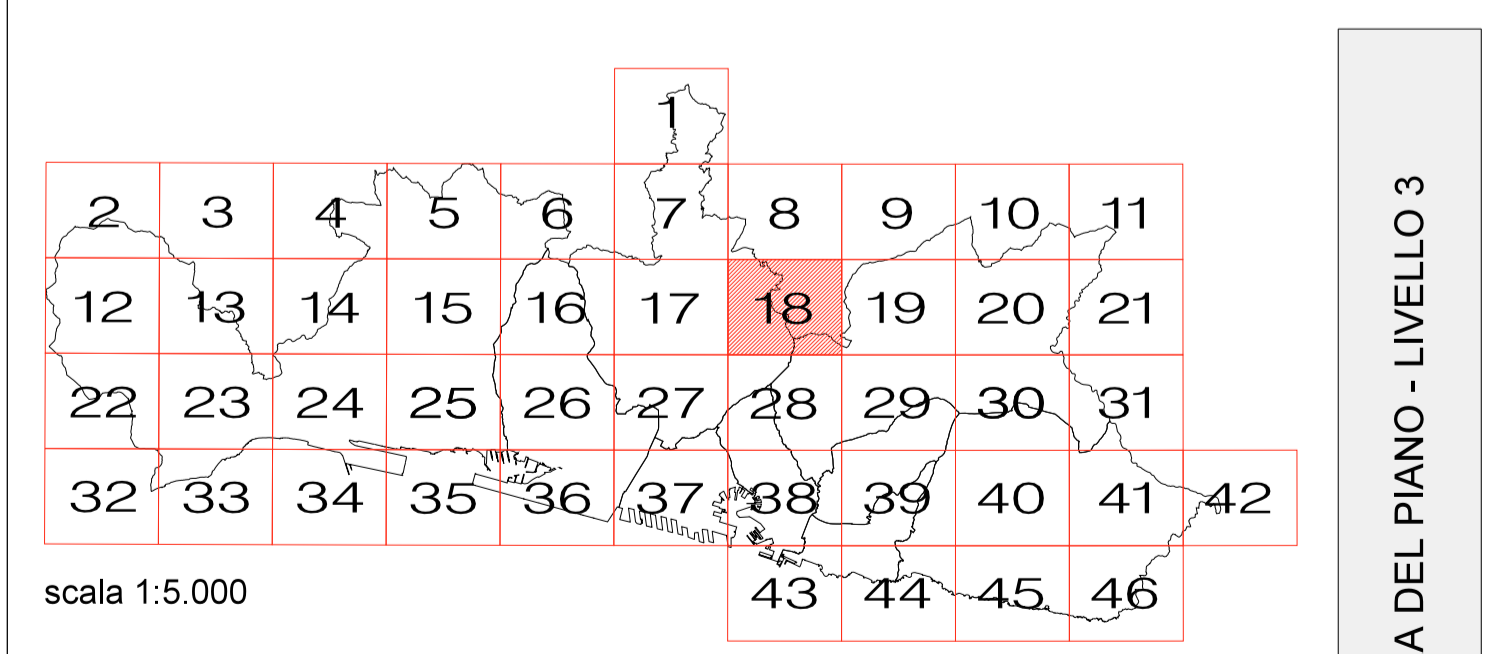 1
2 3 4 5 6 7 8 9 10 11
12 13 14 15 16 17 18 19 20 21
22 23 24 25 26 27 28 29 30 31
32 33 34 35 36 37 38 39 40 41 42
43 44 45 46
scala 1:5.000
A DEL PIANO - LIVELLO 3